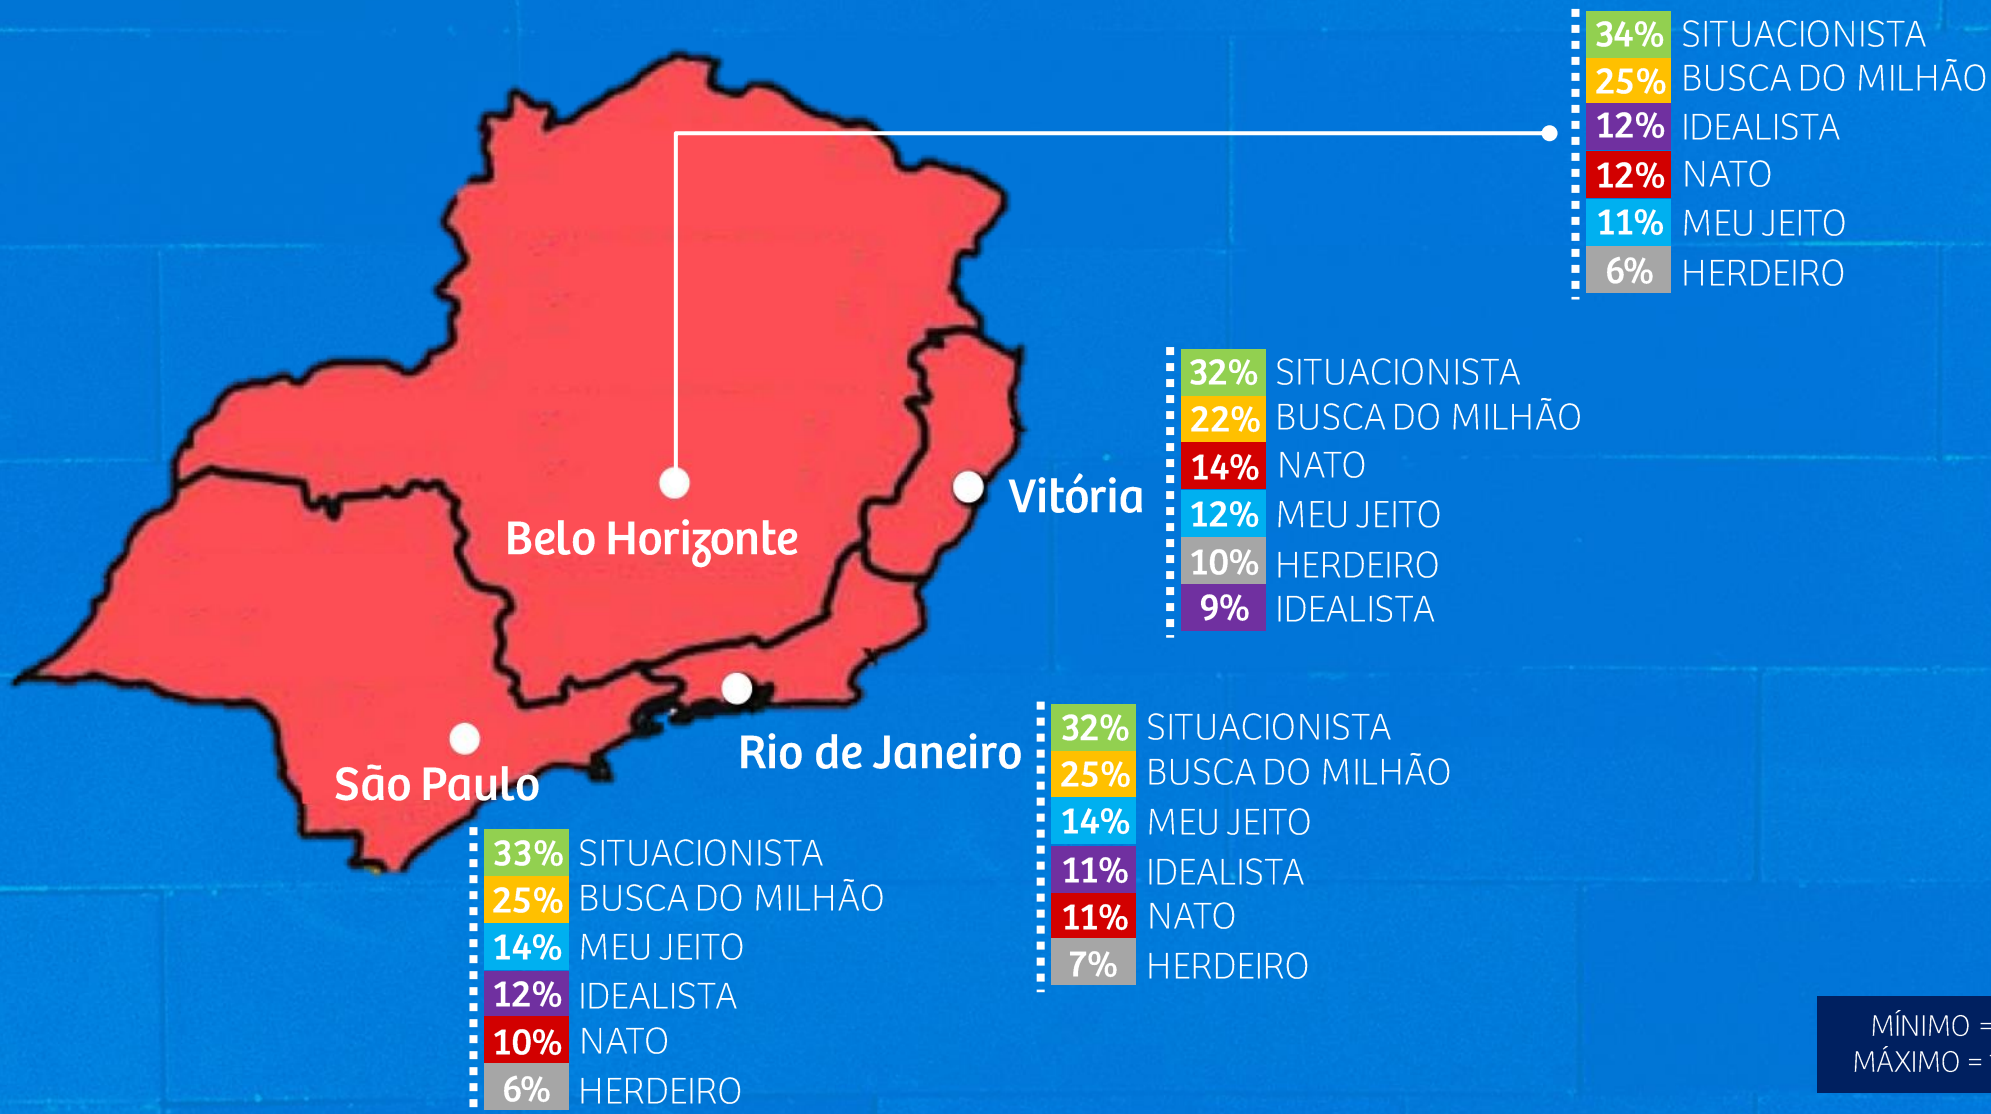 34% SITUACIONISTA
25% BUSCA DO MILHÃO
12% IDEALISTA
12% NATO
11% MEU JEITO
6% HERDEIRO
Belo Horizonte
Vitória
32% SITUACIONISTA
22% BUSCA DO MILHÃO
14% NATO
12% MEU JEITO
10% HERDEIRO
9% IDEALISTA
Rio de Janeiro
32% SITUACIONISTA
25% BUSCA DO MILHÃO
14% MEU JEITO
11% IDEALISTA
11% NATO
7% HERDEIRO
São Paulo
33% SITUACIONISTA
25% BUSCA DO MILHÃO
14% MEU JEITO
12% IDEALISTA
10% NATO
6% HERDEIRO
MÍNIMO =
MÁXIMO =